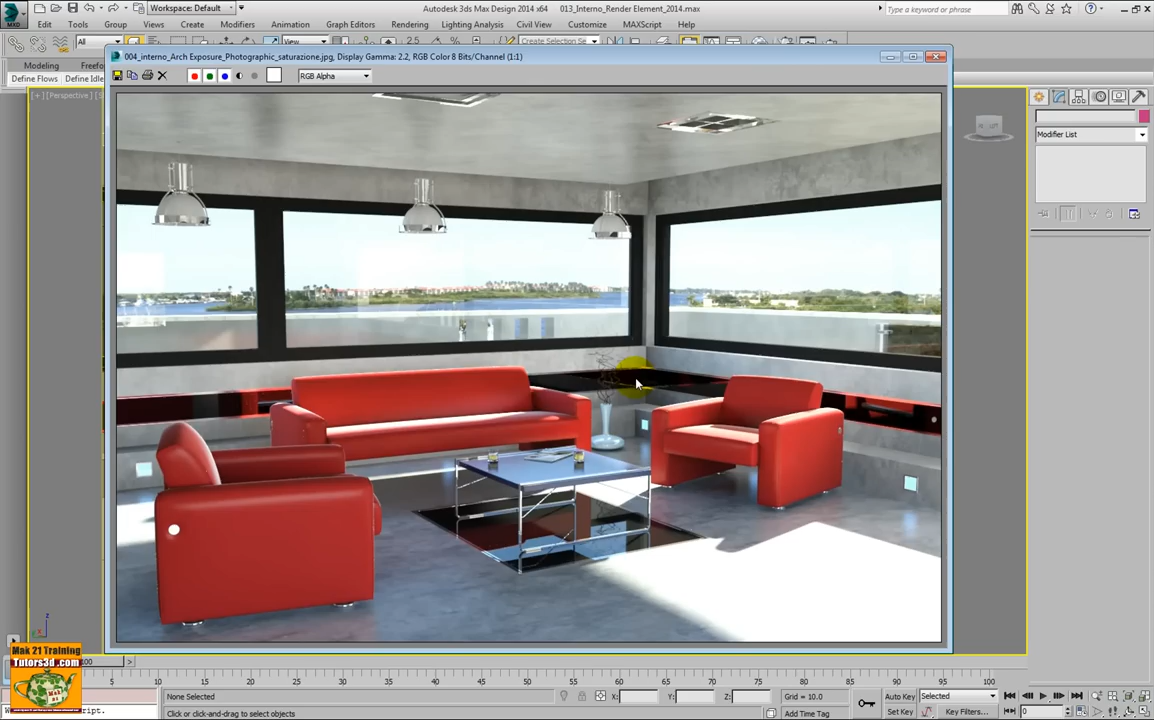 Workspace: Default
Autodesk 3ds Max Design 2014 x64
013_Interno_Render Element_2014.max
Type a keyword or phrase
Edit Tools Group Views Create Modifiers Animation Graph Editors Rendering Lighting Analysis Civil View Customize MAXScript Help
All View 2.5 Create Selection Se
004_interno_Arch Exposure_Photographic_saturazione.jpg, Display Gamma: 2.2, RGB Color 8 Bits/Channel (1:1)
Modeling
RGB Alpha
Define Flows Define Idle
[+] [Perspective]
Modifier List
Mak 21 Training
Tutors3d .com
Mak 21
100
5 10 15 20 25 30 35 40 45 50 55 60 65 70 75 80 85 90 95 100
None Selected X: Y: Z: Grid = 10.0 Auto Key Selected
Click or click-and-drag to select objects Add Time Tag Set Key Key Filters... 0